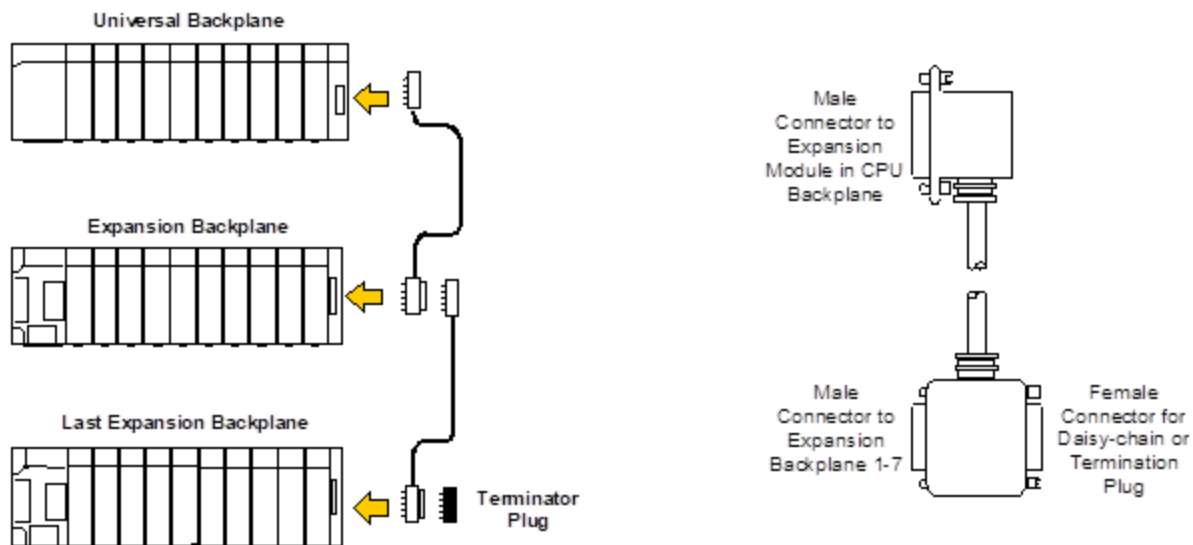 Universal Backplane
Expansion Backplane
Last Expansion Backplane
Terminator
Plug
Male
Connector to
Expansion
Module in CPU
Backplane
Male
Connector to
Expansion
Backplane 1-7
Female
Connector for
Daisy-chain or
Termination
Plug